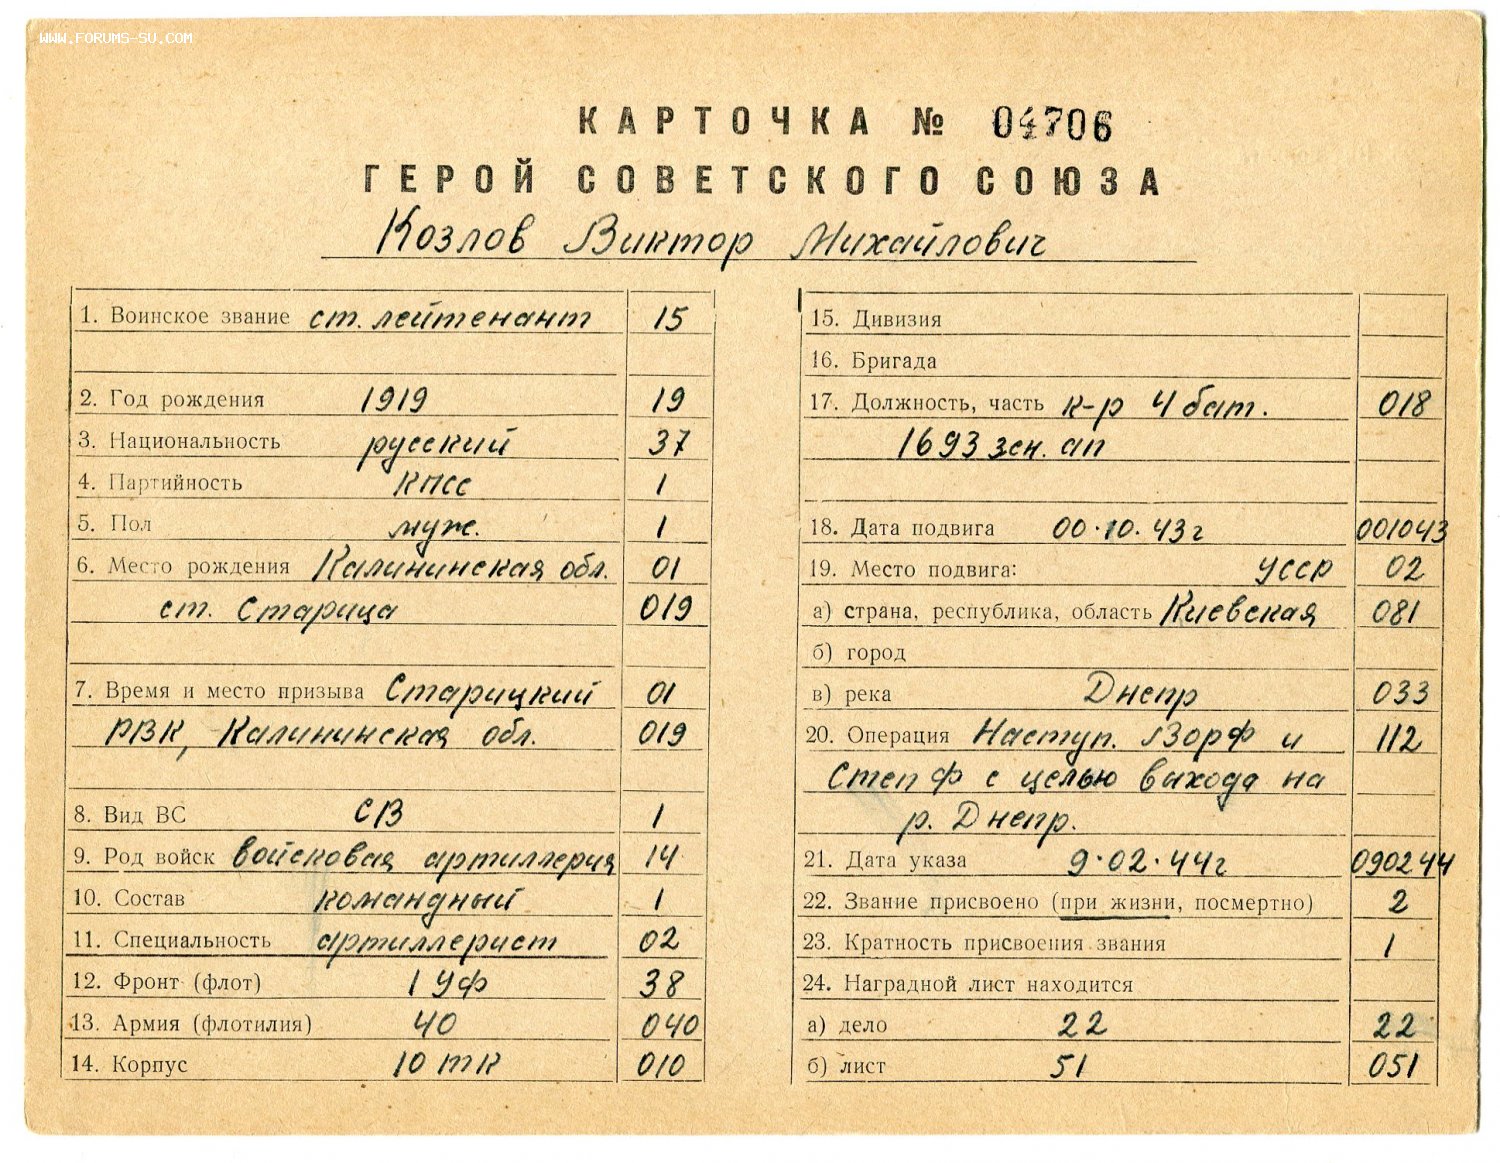 WWW.FORUMS-SU.COM
КАРТОЧКА № 04706
ГЕРОЙ СОВЕТСКОГО СОЮЗА
Козлов Виктор Михайлович
1. Воинское звание ст. лейтенант 15
2. Год рождения 1919 19
3. Национальность русский 37
4. Партийность КПСС 1
5. Пол муж. 1
6. Место рождения Калининская обл. 01
ст. Старица 019
7. Время и место призыва Старицкий 01
РВК, Калининская обл. 019
8. Вид ВС СВ 1
9. Род войск войсковая артиллерия 14
10. Состав командный 1
11. Специальность артиллерист 02
12. Фронт (флот) 1 УФ 38
13. Армия (флотилия) 40 040
14. Корпус 10 тк 010
15. Дивизия
16. Бригада
17. Должность, часть к-р 4 бат. 018
1693 зен. ап
18. Дата подвига 00.10.43г 001043
19. Место подвига: УССР 02
а) страна, республика, область Киевская 081
б) город
в) река Днепр 033
20. Операция Наступ. Ворф и 112
Степ Ф с целью выхода на
р. Днепр.
21. Дата указа 9.02.44г 090244
22. Звание присвоено (при жизни, посмертно) 2
23. Кратность присвоения звания 1
24. Наградной лист находится
а) дело 22 22
б) лист 51 051